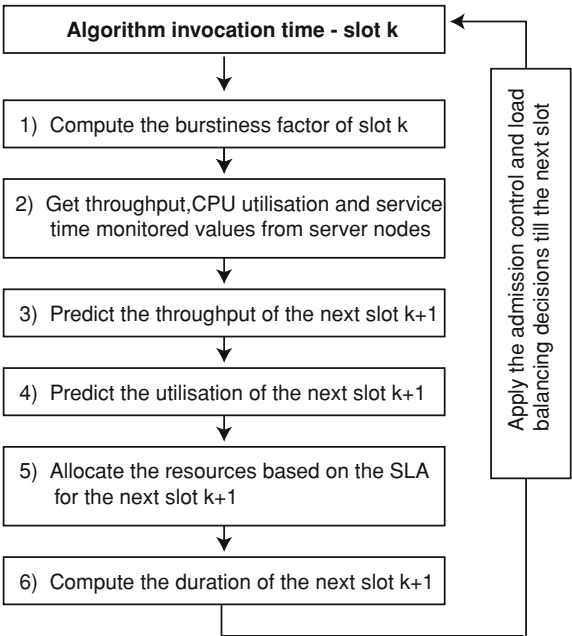 Algorithm invocation time - slot k
1) Compute the burstiness factor of slot k
2) Get throughput,CPU utilisation and service
time monitored values from server nodes
3) Predict the throughput of the next slot k+1
4) Predict the utilisation of the next slot k+1
5) Allocate the resources based on the SLA
for the next slot k+1
6) Compute the duration of the next slot k+1
Apply the admission control and load
balancing decisions till the next slot